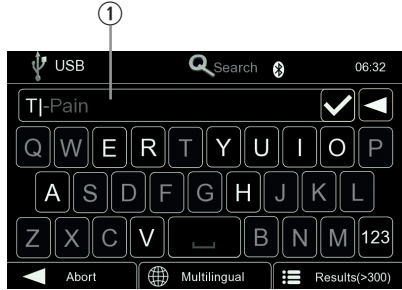 ①
USB Search 06:32
T|-Pain
Q W E R T Y U I O P
A S D F G H J K L
Z X C V B N M 123
Abort Multilingual Results(>300)